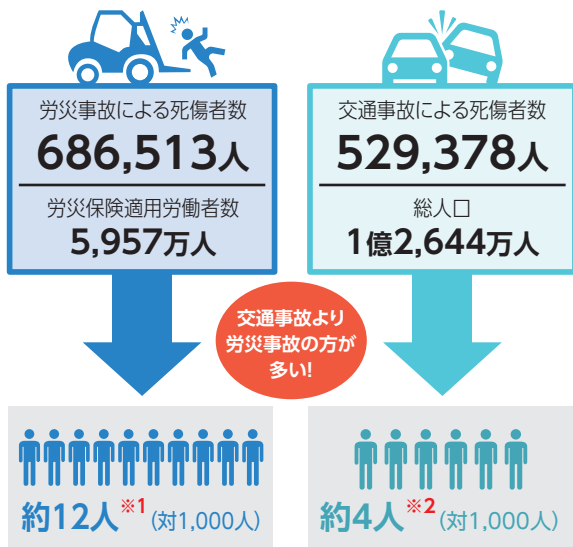 労災事故による死傷者数
686,513人
労災保険適用労働者数
5,957万人
交通事故による死傷者数
529,378人
総人口
1億2,644万人
交通事故より
労災事故の方が
多い!
約12人※1(対1,000人)
約4人※2(対1,000人)